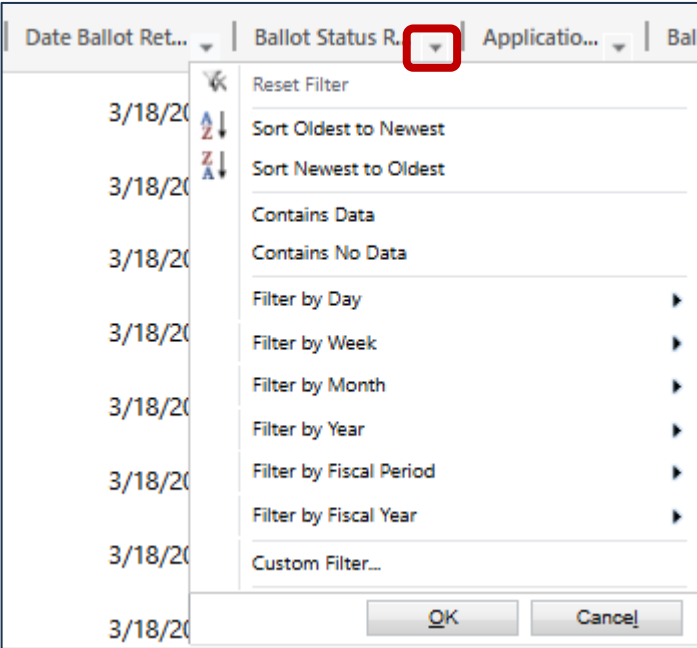 Date Ballot Ret... Ballot Status R... Applicatio... Bal
Reset Filter
3/18/20
Sort Oldest to Newest
Sort Newest to Oldest
3/18/20
Contains Data
Contains No Data
3/18/20
Filter by Day
3/18/20
Filter by Week
Filter by Month
3/18/20
Filter by Year
Filter by Fiscal Period
3/18/20
Filter by Fiscal Year
3/18/20
Custom Filter...
OK Cancel
3/18/20